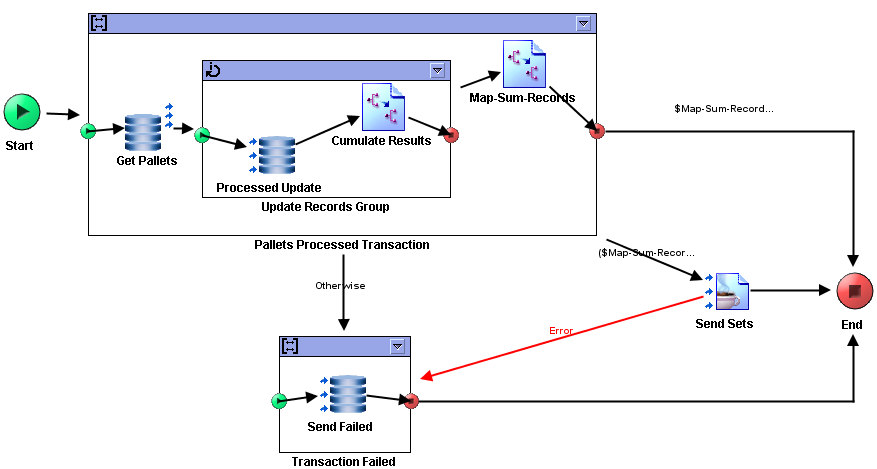 Map-Sum-Records
$Map-Sum-Record...
Start
Get Pallets
Cumulate Results
Processed Update
Update Records Group
Pallets Processed Transaction
($Map-Sum-Recor...
Otherwise
Send Sets
End
Error
Send Failed
Transaction Failed